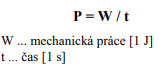 P = W / t
W ... mechanická práce [1 J]
t ... čas [1 s]